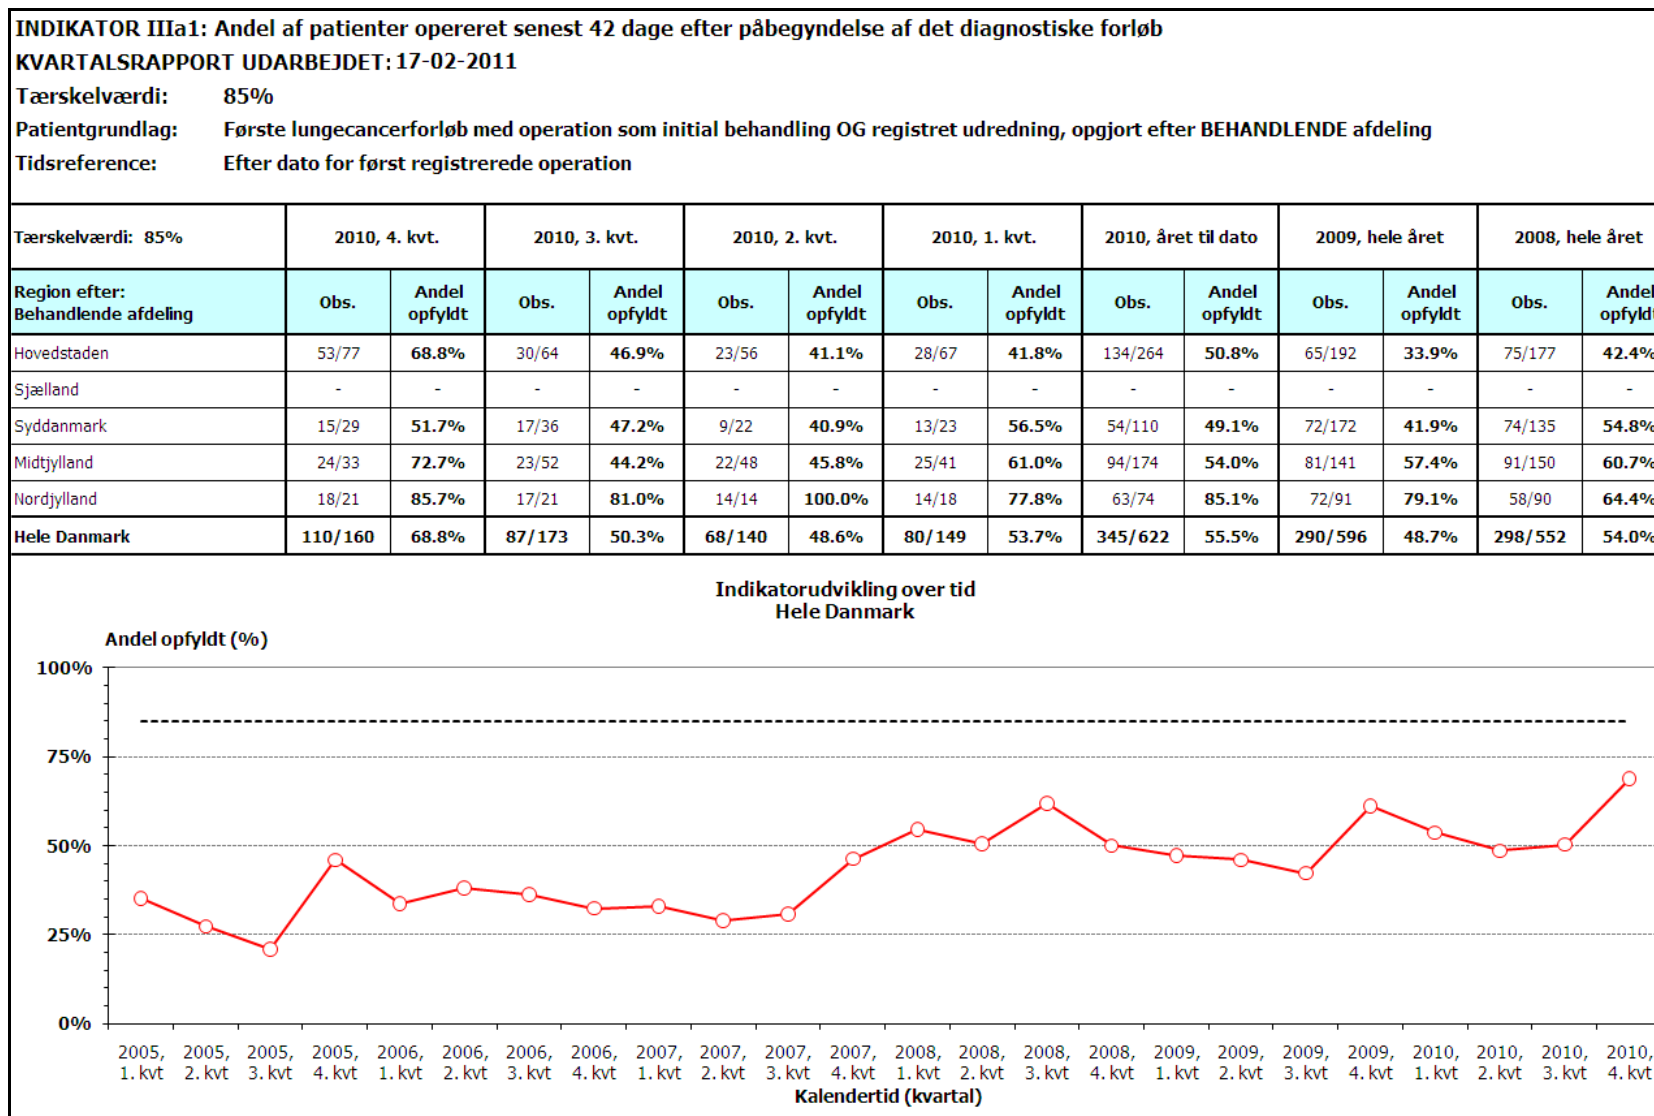 INDIKATOR IIIa1: Andel af patienter opereret senest 42 dage efter påbegyndelse af det diagnostiske forløb
KVARTALSRAPPORT UDARBEJDET: 17-02-2011
Tærskelværdi: 85%
Patientgrundlag: Første lungecancerforløb med operation som initial behandling OG registret udredning, opgjort efter BEHANDLENDE afdeling
Tidsreference: Efter dato for først registrerede operation
Tærskelværdi: 85% 2010, 4. kvt. 2010, 3. kvt. 2010, 2. kvt. 2010, 1. kvt. 2010, året til dato 2009, hele året 2008, hele året
Region efter: Behandlende afdeling Obs. Andel opfyldt Obs. Andel opfyldt Obs. Andel opfyldt Obs. Andel opfyldt Obs. Andel opfyldt Obs. Andel opfyldt Obs. Andel opfyldt
Hovedstaden 53/77 68.8% 30/64 46.9% 23/56 41.1% 28/67 41.8% 134/264 50.8% 65/192 33.9% 75/177 42.4%
Sjælland - - - - - - - - - - - - - -
Syddanmark 15/29 51.7% 17/36 47.2% 9/22 40.9% 13/23 56.5% 54/110 49.1% 72/172 41.9% 74/135 54.8%
Midtjylland 24/33 72.7% 23/52 44.2% 22/48 45.8% 25/41 61.0% 94/174 54.0% 81/141 57.4% 91/150 60.7%
Nordjylland 18/21 85.7% 17/21 81.0% 14/14 100.0% 14/18 77.8% 63/74 85.1% 72/91 79.1% 58/90 64.4%
Hele Danmark 110/160 68.8% 87/173 50.3% 68/140 48.6% 80/149 53.7% 345/622 55.5% 290/596 48.7% 298/552 54.0%
Indikatorudvikling over tid
Hele Danmark
Andel opfyldt (%)
100%
75%
50%
25%
0%
2005, 2005, 2005, 2005, 2006, 2006, 2006, 2006, 2007, 2007, 2007, 2007, 2008, 2008, 2008, 2008, 2009, 2009, 2009, 2009, 2010, 2010, 2010, 2010,
1. kvt 2. kvt 3. kvt 4. kvt 1. kvt 2. kvt 3. kvt 4. kvt 1. kvt 2. kvt 3. kvt 4. kvt 1. kvt 2. kvt 3. kvt 4. kvt 1. kvt 2. kvt 3. kvt 4. kvt 1. kvt 2. kvt 3. kvt 4. kvt
Kalendertid (kvartal)